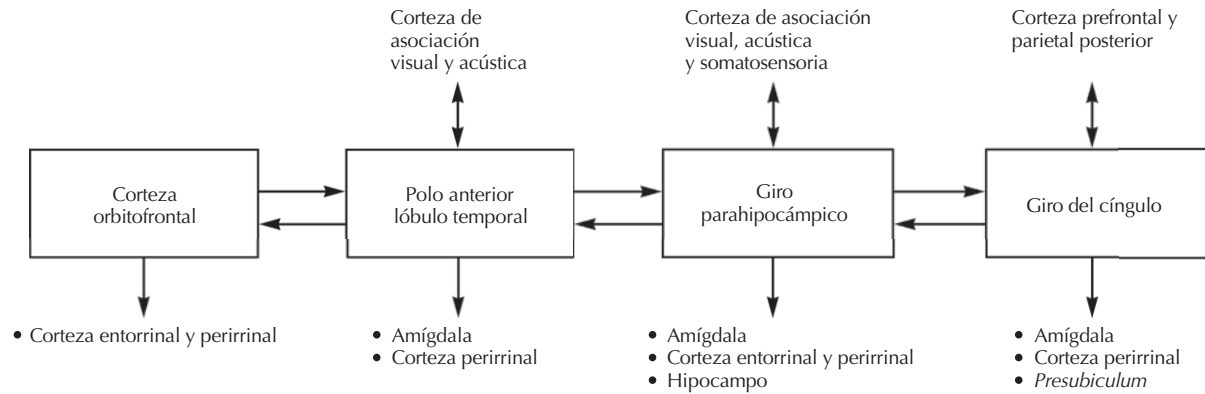 Corteza de
asociación
visual y acústica
Corteza de asociación
visual, acústica
y somatosensoria
Corteza prefrontal y
parietal posterior
Corteza
orbitofrontal
Polo anterior
lóbulo temporal
Giro
parahipocámpico
Giro del cíngulo
• Corteza entorrinal y perirrinal
• Amígdala
• Corteza perirrinal
• Amígdala
• Corteza entorrinal y perirrinal
• Hipocampo
• Amígdala
• Corteza perirrinal
• Presubiculum